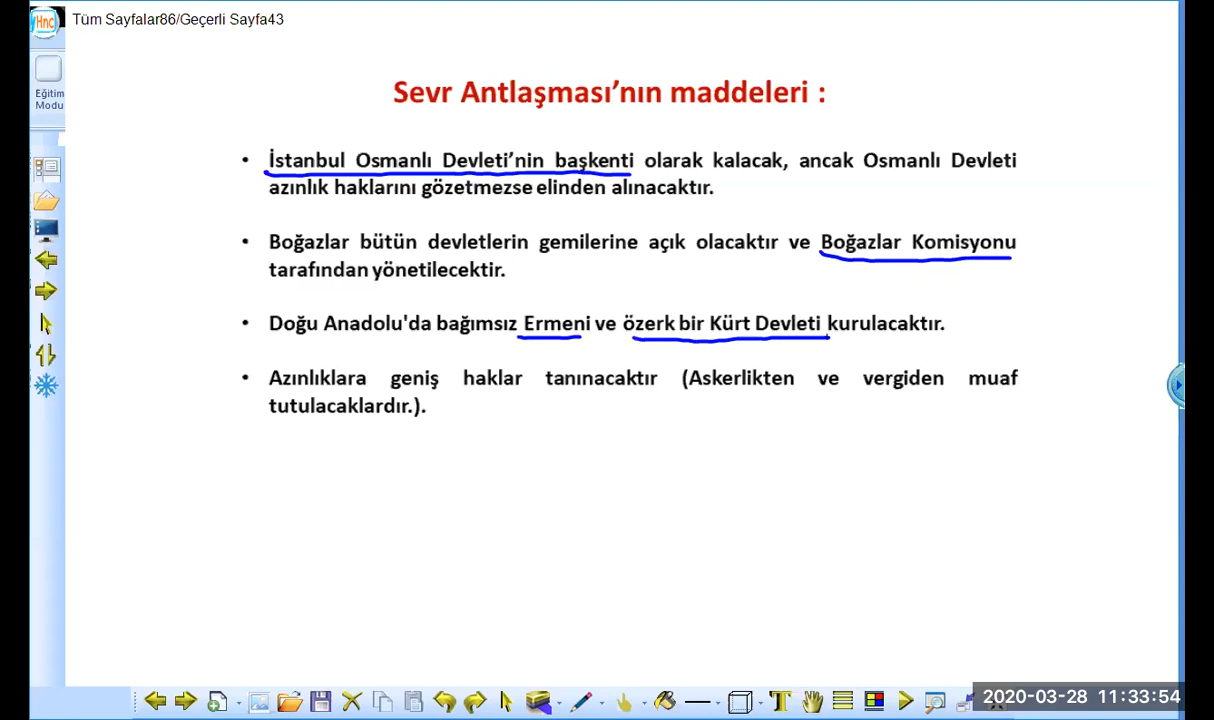 Hnc
Tüm Sayfalar86/Geçerli Sayfa43
Eğitim
Modu
Sevr Antlaşması’nın maddeleri :
• İstanbul Osmanlı Devleti’nin başkenti olarak kalacak, ancak Osmanlı Devleti
azınlık haklarını gözetmezse elinden alınacaktır.
• Boğazlar bütün devletlerin gemilerine açık olacaktır ve Boğazlar Komisyonu
tarafından yönetilecektir.
• Doğu Anadolu'da bağımsız Ermeni ve özerk bir Kürt Devleti kurulacaktır.
• Azınlıklara geniş haklar tanınacaktır (Askerlikten ve vergiden muaf
tutulacaklardır.).
2020-03-28 11:33:54